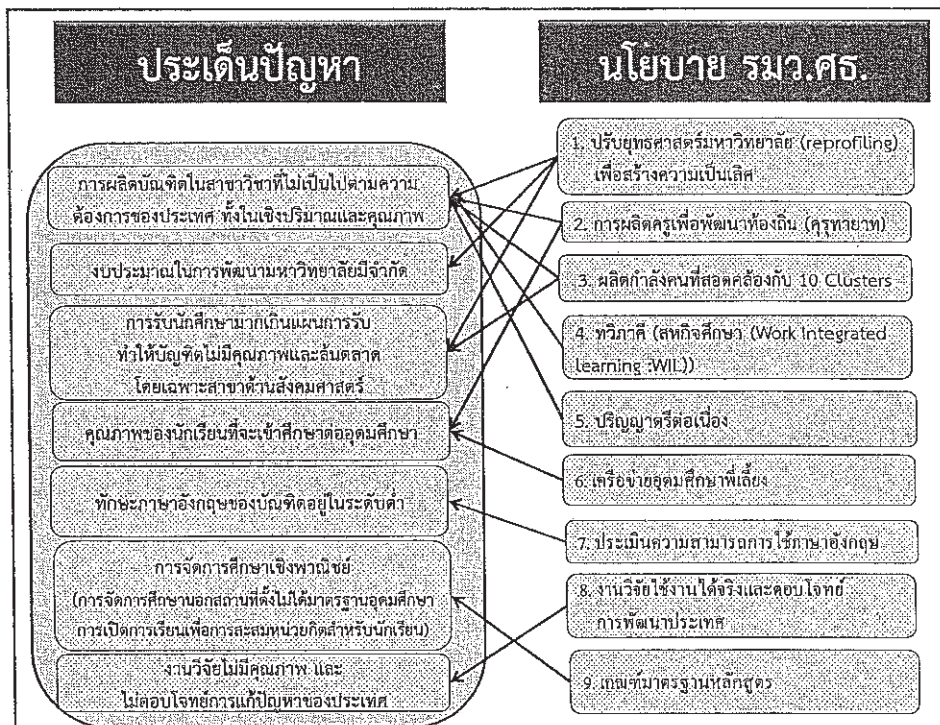 ประเด็นปัญหา
การผลิตบัณฑิตในสาขาวิชาที่ไม่เป็นไปตามความ
ต้องการของประเทศ ทั้งในเชิงปริมาณและคุณภาพ
งบประมาณในการพัฒนามหาวิทยาลัยมีจำกัด
การรับนักศึกษามากเกินแผนการรับ
ทำให้บัณฑิตไม่มีคุณภาพและล้นตลาด
โดยเฉพาะสาขาด้านสังคมศาสตร์
คุณภาพของนักเรียนที่จะเข้าศึกษาต่ออุดมศึกษา
ทักษะภาษาอังกฤษของบัณฑิตอยู่ในระดับต่ำ
การจัดการศึกษาเชิงพาณิชย์
(การจัดการศึกษานอกสถานที่ตั้งไม่ได้มาตรฐานอุดมศึกษา
การเปิดการเรียนเพื่อการสะสมหน่วยกิตสำหรับนักเรียน)
งานวิจัยไม่มีคุณภาพ และ
ไม่ตอบโจทย์การแก้ปัญหาของประเทศ
นโยบาย รมว.ศธ.
1. ปรับยุทธศาสตร์มหาวิทยาลัย (reprofiling)
เพื่อสร้างความเป็นเลิศ
2. การผลิตครูเพื่อพัฒนาท้องถิ่น (คุรุทายาท)
3. ผลิตกำลังคนที่สอดคล้องกับ 10 Clusters
4. ทวิภาคี (สหกิจศึกษา (Work Integrated
learning :WIL))
5. ปริญญาตรีต่อเนื่อง
6. เครือข่ายอุดมศึกษาพี่เลี้ยง
7. ประเมินความสามารถการใช้ภาษาอังกฤษ
8. งานวิจัยใช้งานได้จริงและตอบโจทย์
การพัฒนาประเทศ
9. เกณฑ์มาตรฐานหลักสูตร